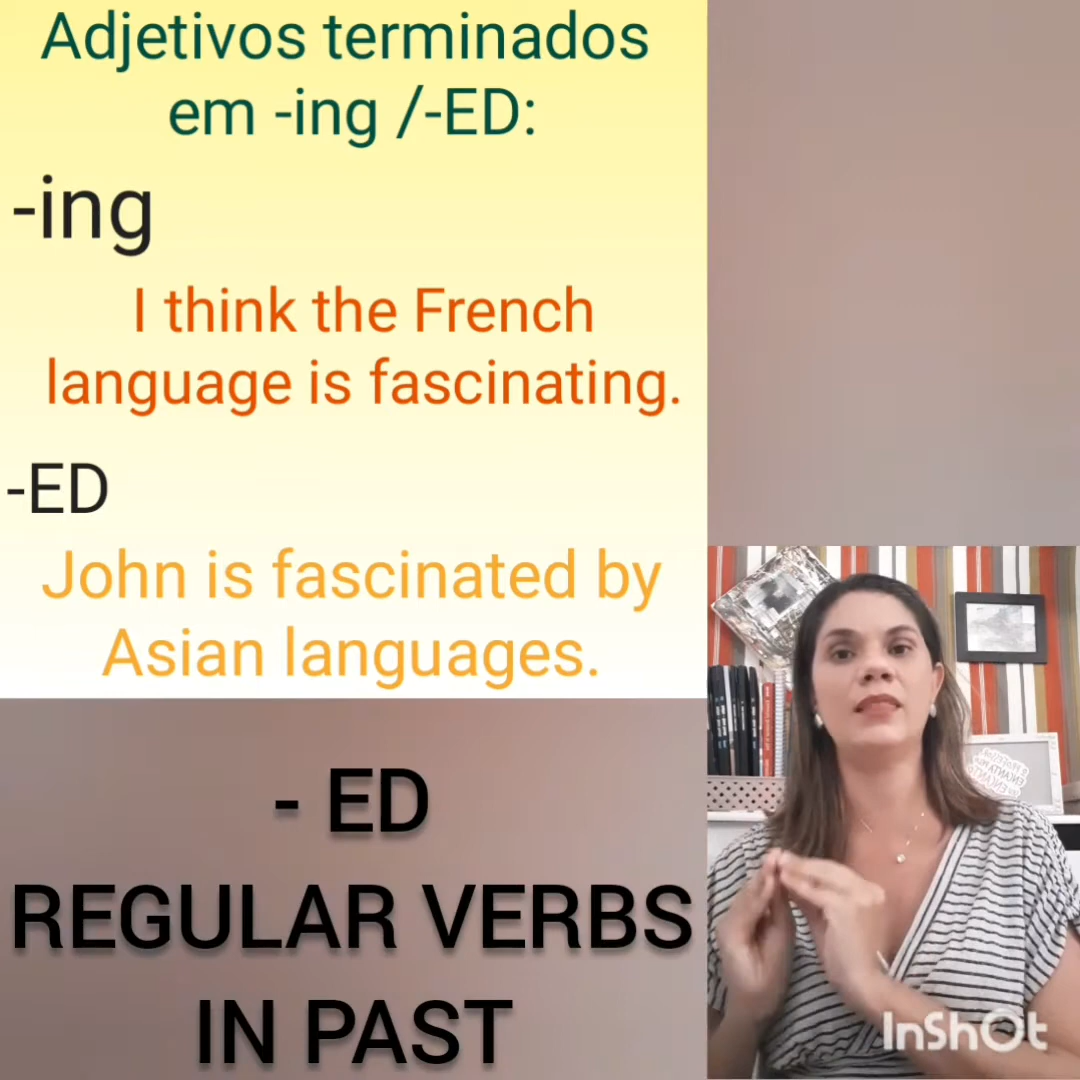 Adjetivos terminados
em -ing /-ED:
-ing
I think the French
language is fascinating.
-ED
John is fascinated by
Asian languages.
- ED
REGULAR VERBS
IN PAST
InShOt